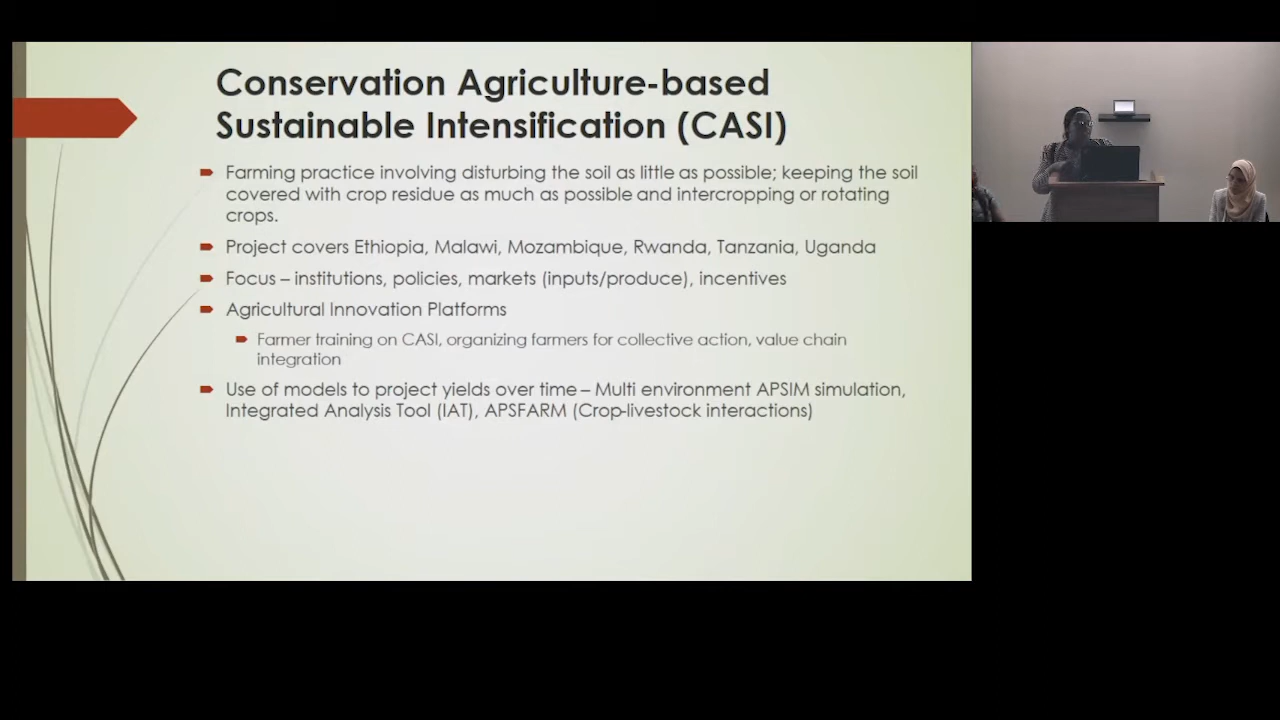 Conservation Agriculture-based
Sustainable Intensification (CASI)
Farming practice involving disturbing the soil as little as possible; keeping the soil
covered with crop residue as much as possible and intercropping or rotating
crops.
Project covers Ethiopia, Malawi, Mozambique, Rwanda, Tanzania, Uganda
Focus – institutions, policies, markets (inputs/produce), incentives
Agricultural Innovation Platforms
Farmer training on CASI, organizing farmers for collective action, value chain
integration
Use of models to project yields over time – Multi environment APSIM simulation,
Integrated Analysis Tool (IAT), APSFARM (Crop-livestock interactions)